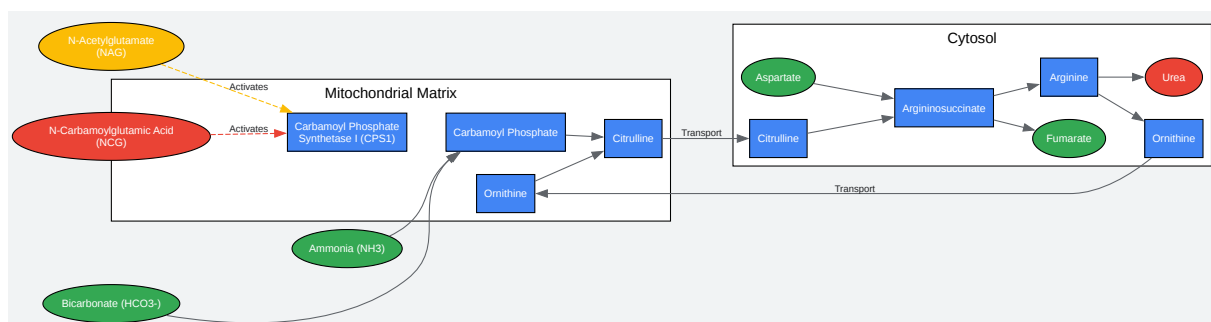 N-Acetylglutamate
(NAG)
Activates
Mitochondrial Matrix
N-Carbamoylglutamic Acid
(NCG)
Activates
Carbamoyl Phosphate
Synthetase I (CPS1)
Carbamoyl Phosphate
Citrulline
Ornithine
Ammonia (NH3)
Bicarbonate (HCO3-)
Transport
Cytosol
Aspartate
Citrulline
Argininosuccinate
Arginine
Urea
Fumarate
Ornithine
Transport